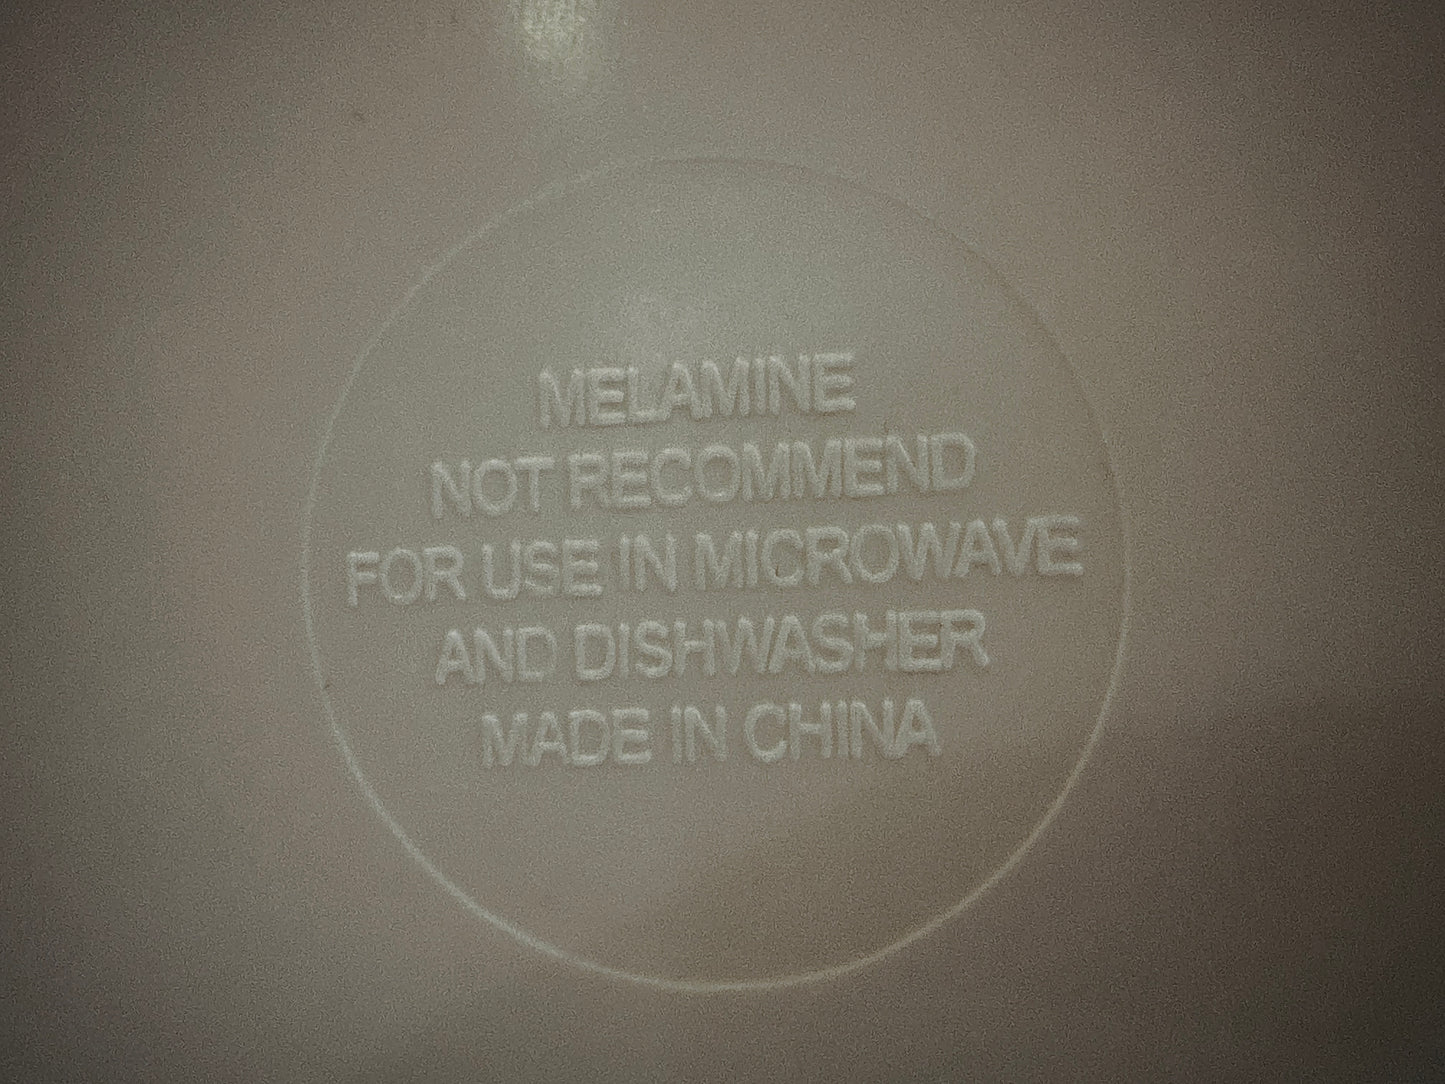 MELAMINE
NOT RECOMMEND
FOR USE IN MICROWAVE
AND DISHWASHER
MADE IN CHINA